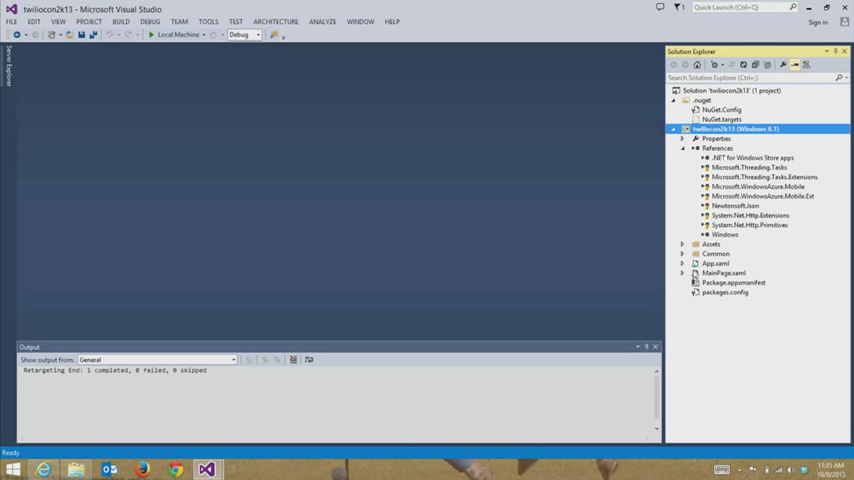 twiliocon2k13 - Microsoft Visual Studio
Quick Launch (Ctrl+Q)
FILE EDIT VIEW PROJECT BUILD DEBUG TEAM TOOLS TEST ARCHITECTURE ANALYZE WINDOW HELP
Sign in
Local Machine
Debug
Server Explorer
Solution Explorer
Search Solution Explorer (Ctrl+;)
Solution 'twiliocon2k13' (1 project)
.nuget
NuGet.Config
NuGet.targets
twiliocon2k13 (Windows 8.1)
Properties
References
.NET for Windows Store apps
Microsoft.Threading.Tasks
Microsoft.Threading.Tasks.Extensions
Microsoft.WindowsAzure.Mobile
Microsoft.WindowsAzure.Mobile.Ext
Newtonsoft.Json
System.Net.Http.Extensions
System.Net.Http.Primitives
Windows
Assets
Common
App.xaml
MainPage.xaml
Package.appxmanifest
packages.config
Output
Show output from: General
Retargeting End: 1 completed, 0 failed, 0 skipped
Ready
11:35 AM
10/8/2013